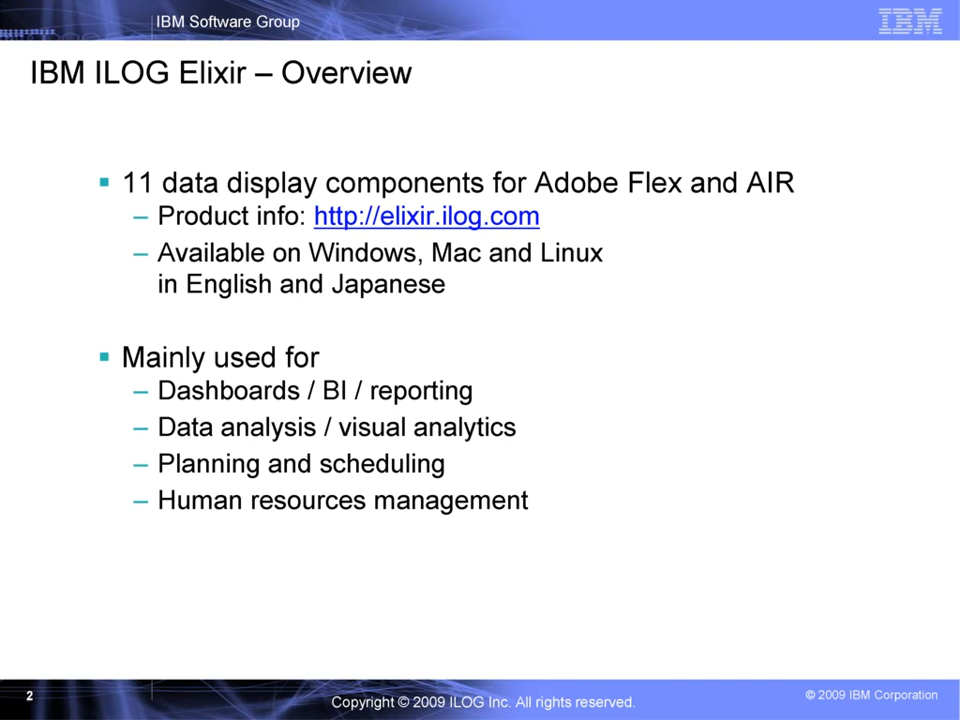 IBM Software Group
IBM
IBM ILOG Elixir – Overview
▪ 11 data display components for Adobe Flex and AIR
– Product info: http://elixir.ilog.com
– Available on Windows, Mac and Linux
in English and Japanese
▪ Mainly used for
– Dashboards / BI / reporting
– Data analysis / visual analytics
– Planning and scheduling
– Human resources management
2
Copyright © 2009 ILOG Inc. All rights reserved.
© 2009 IBM Corporation